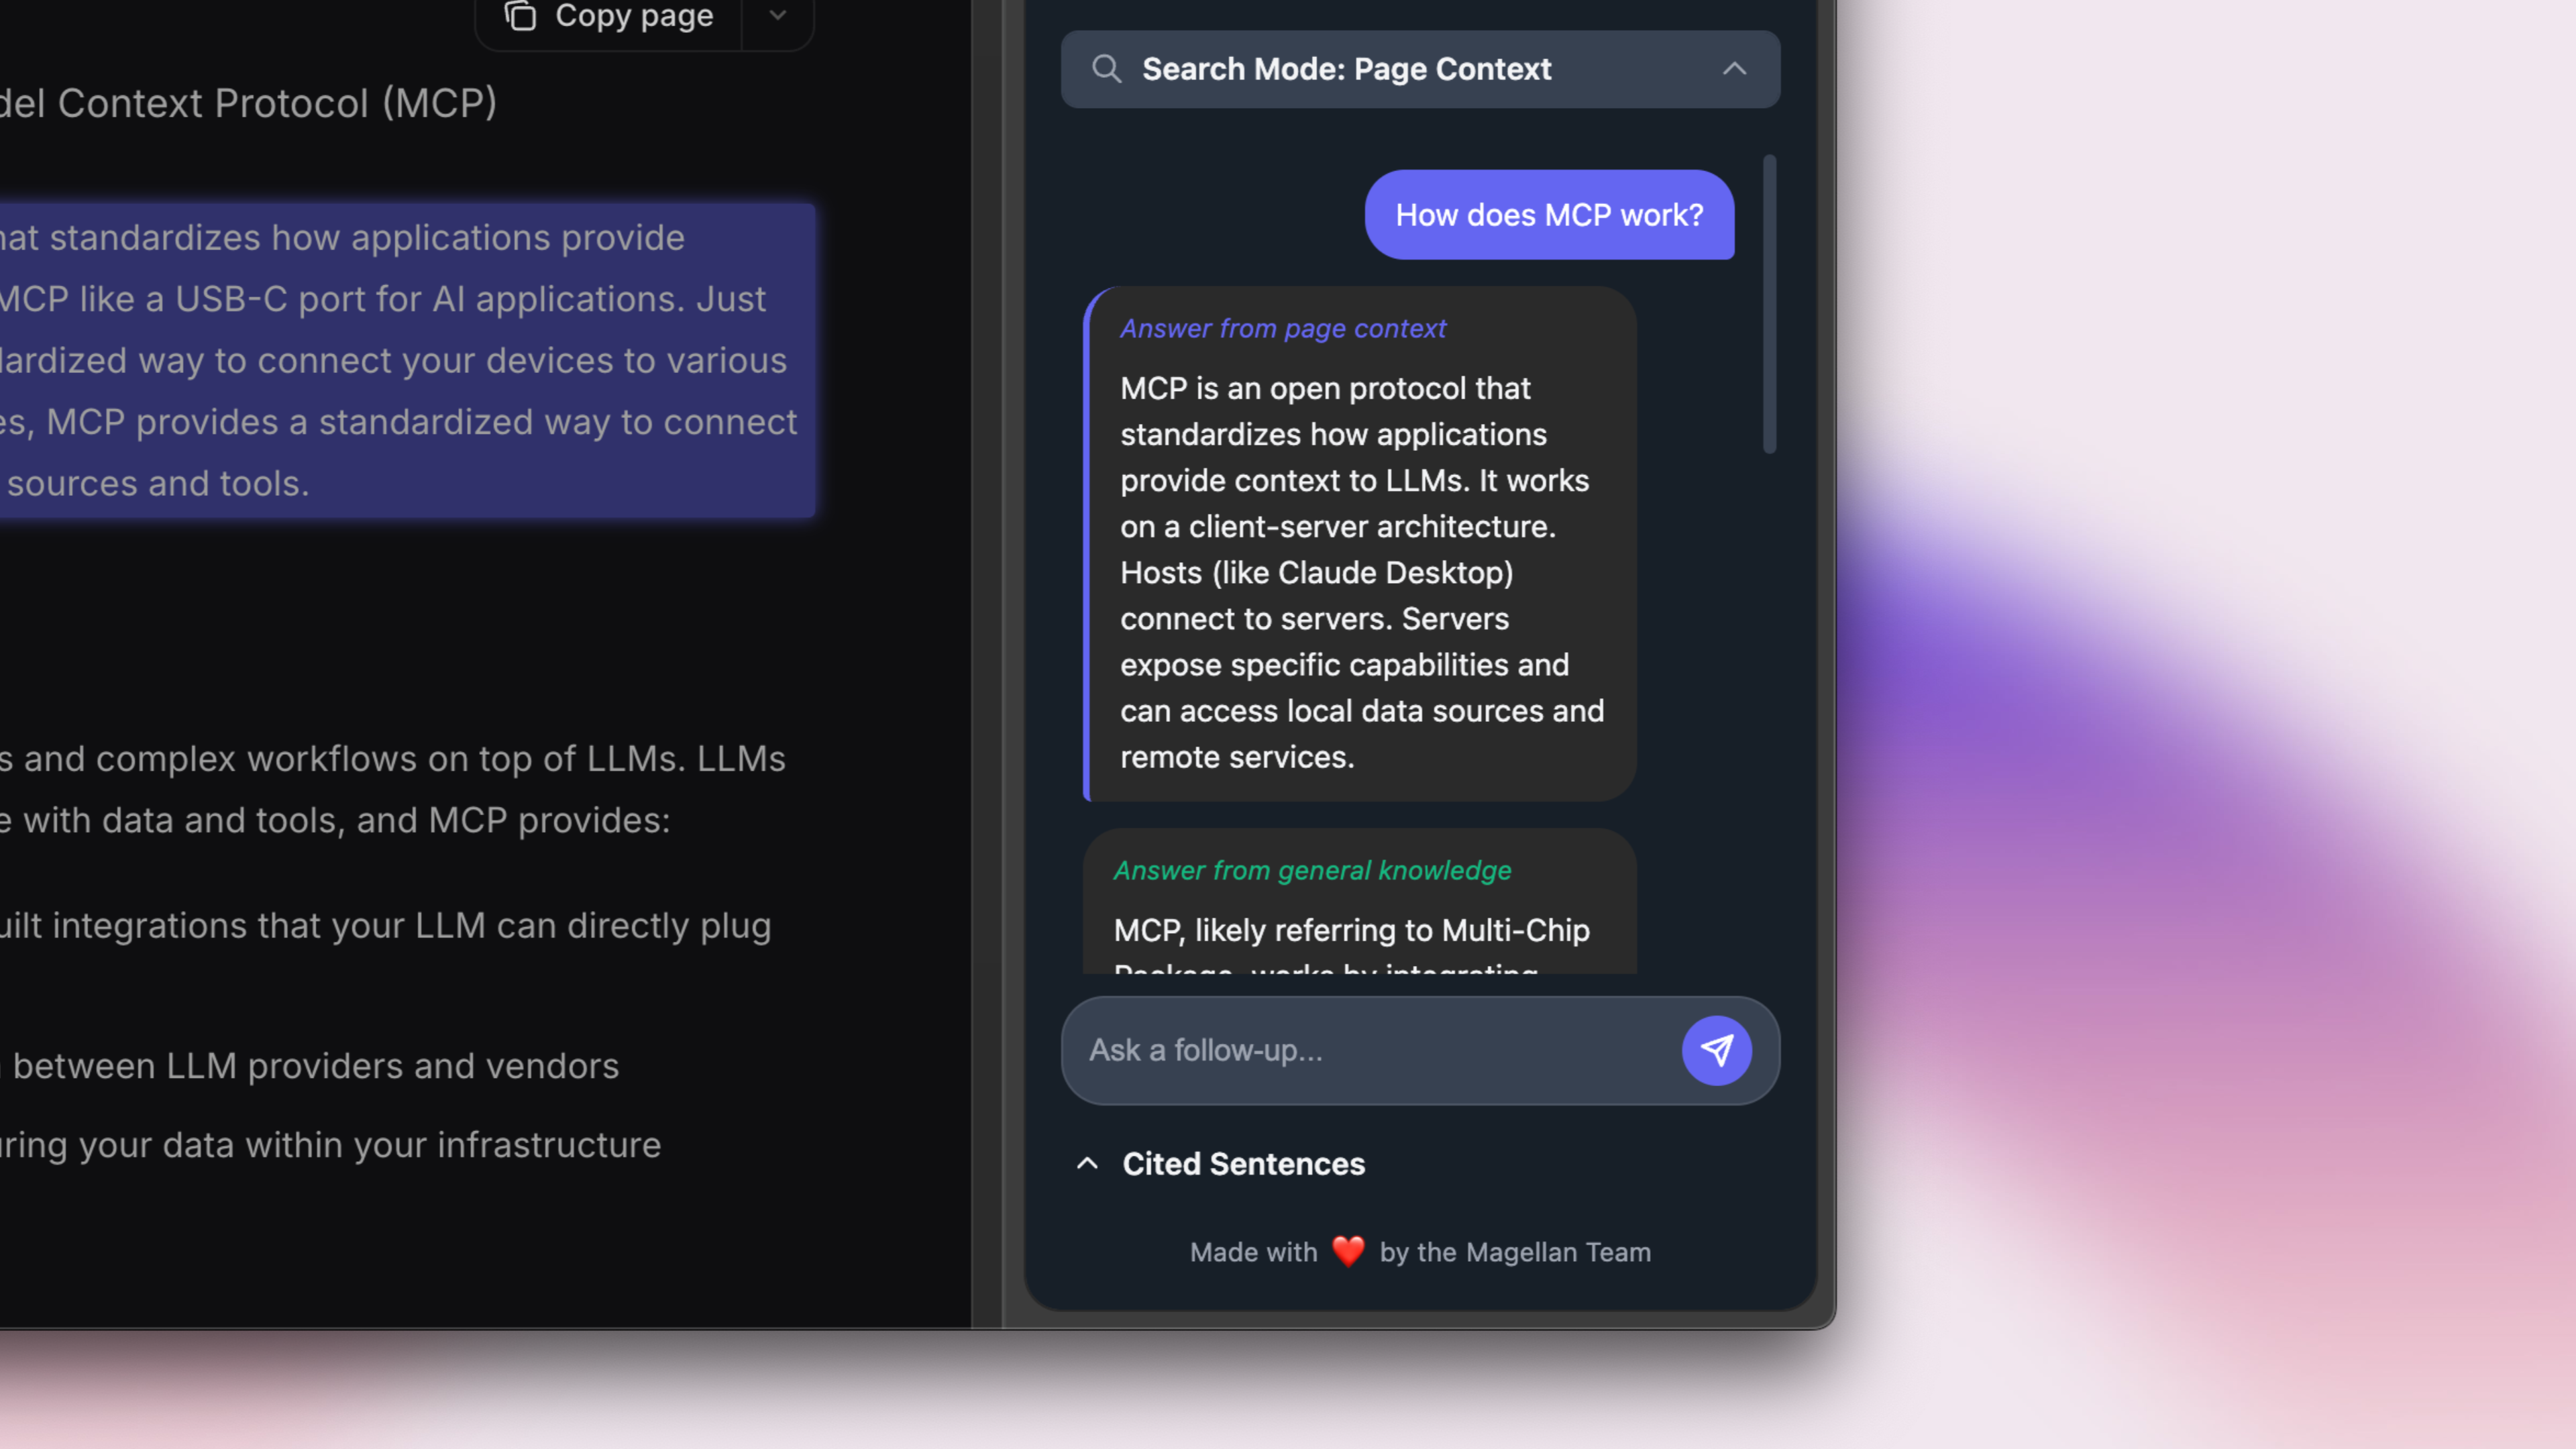 Copy page
del Context Protocol (MCP)
hat standardizes how applications provide
MCP like a USB-C port for AI applications. Just
dardized way to connect your devices to various
es, MCP provides a standardized way to connect
sources and tools.
s and complex workflows on top of LLMs. LLMs
e with data and tools, and MCP provides:
uilt integrations that your LLM can directly plug
between LLM providers and vendors
uring your data within your infrastructure
Search Mode: Page Context
How does MCP work?
Answer from page context
MCP is an open protocol that
standardizes how applications
provide context to LLMs. It works
on a client-server architecture.
Hosts (like Claude Desktop)
connect to servers. Servers
expose specific capabilities and
can access local data sources and
remote services.
Answer from general knowledge
MCP, likely referring to Multi-Chip
Package, works by integrating
Ask a follow-up...
Cited Sentences
Made with ❤️ by the Magellan Team